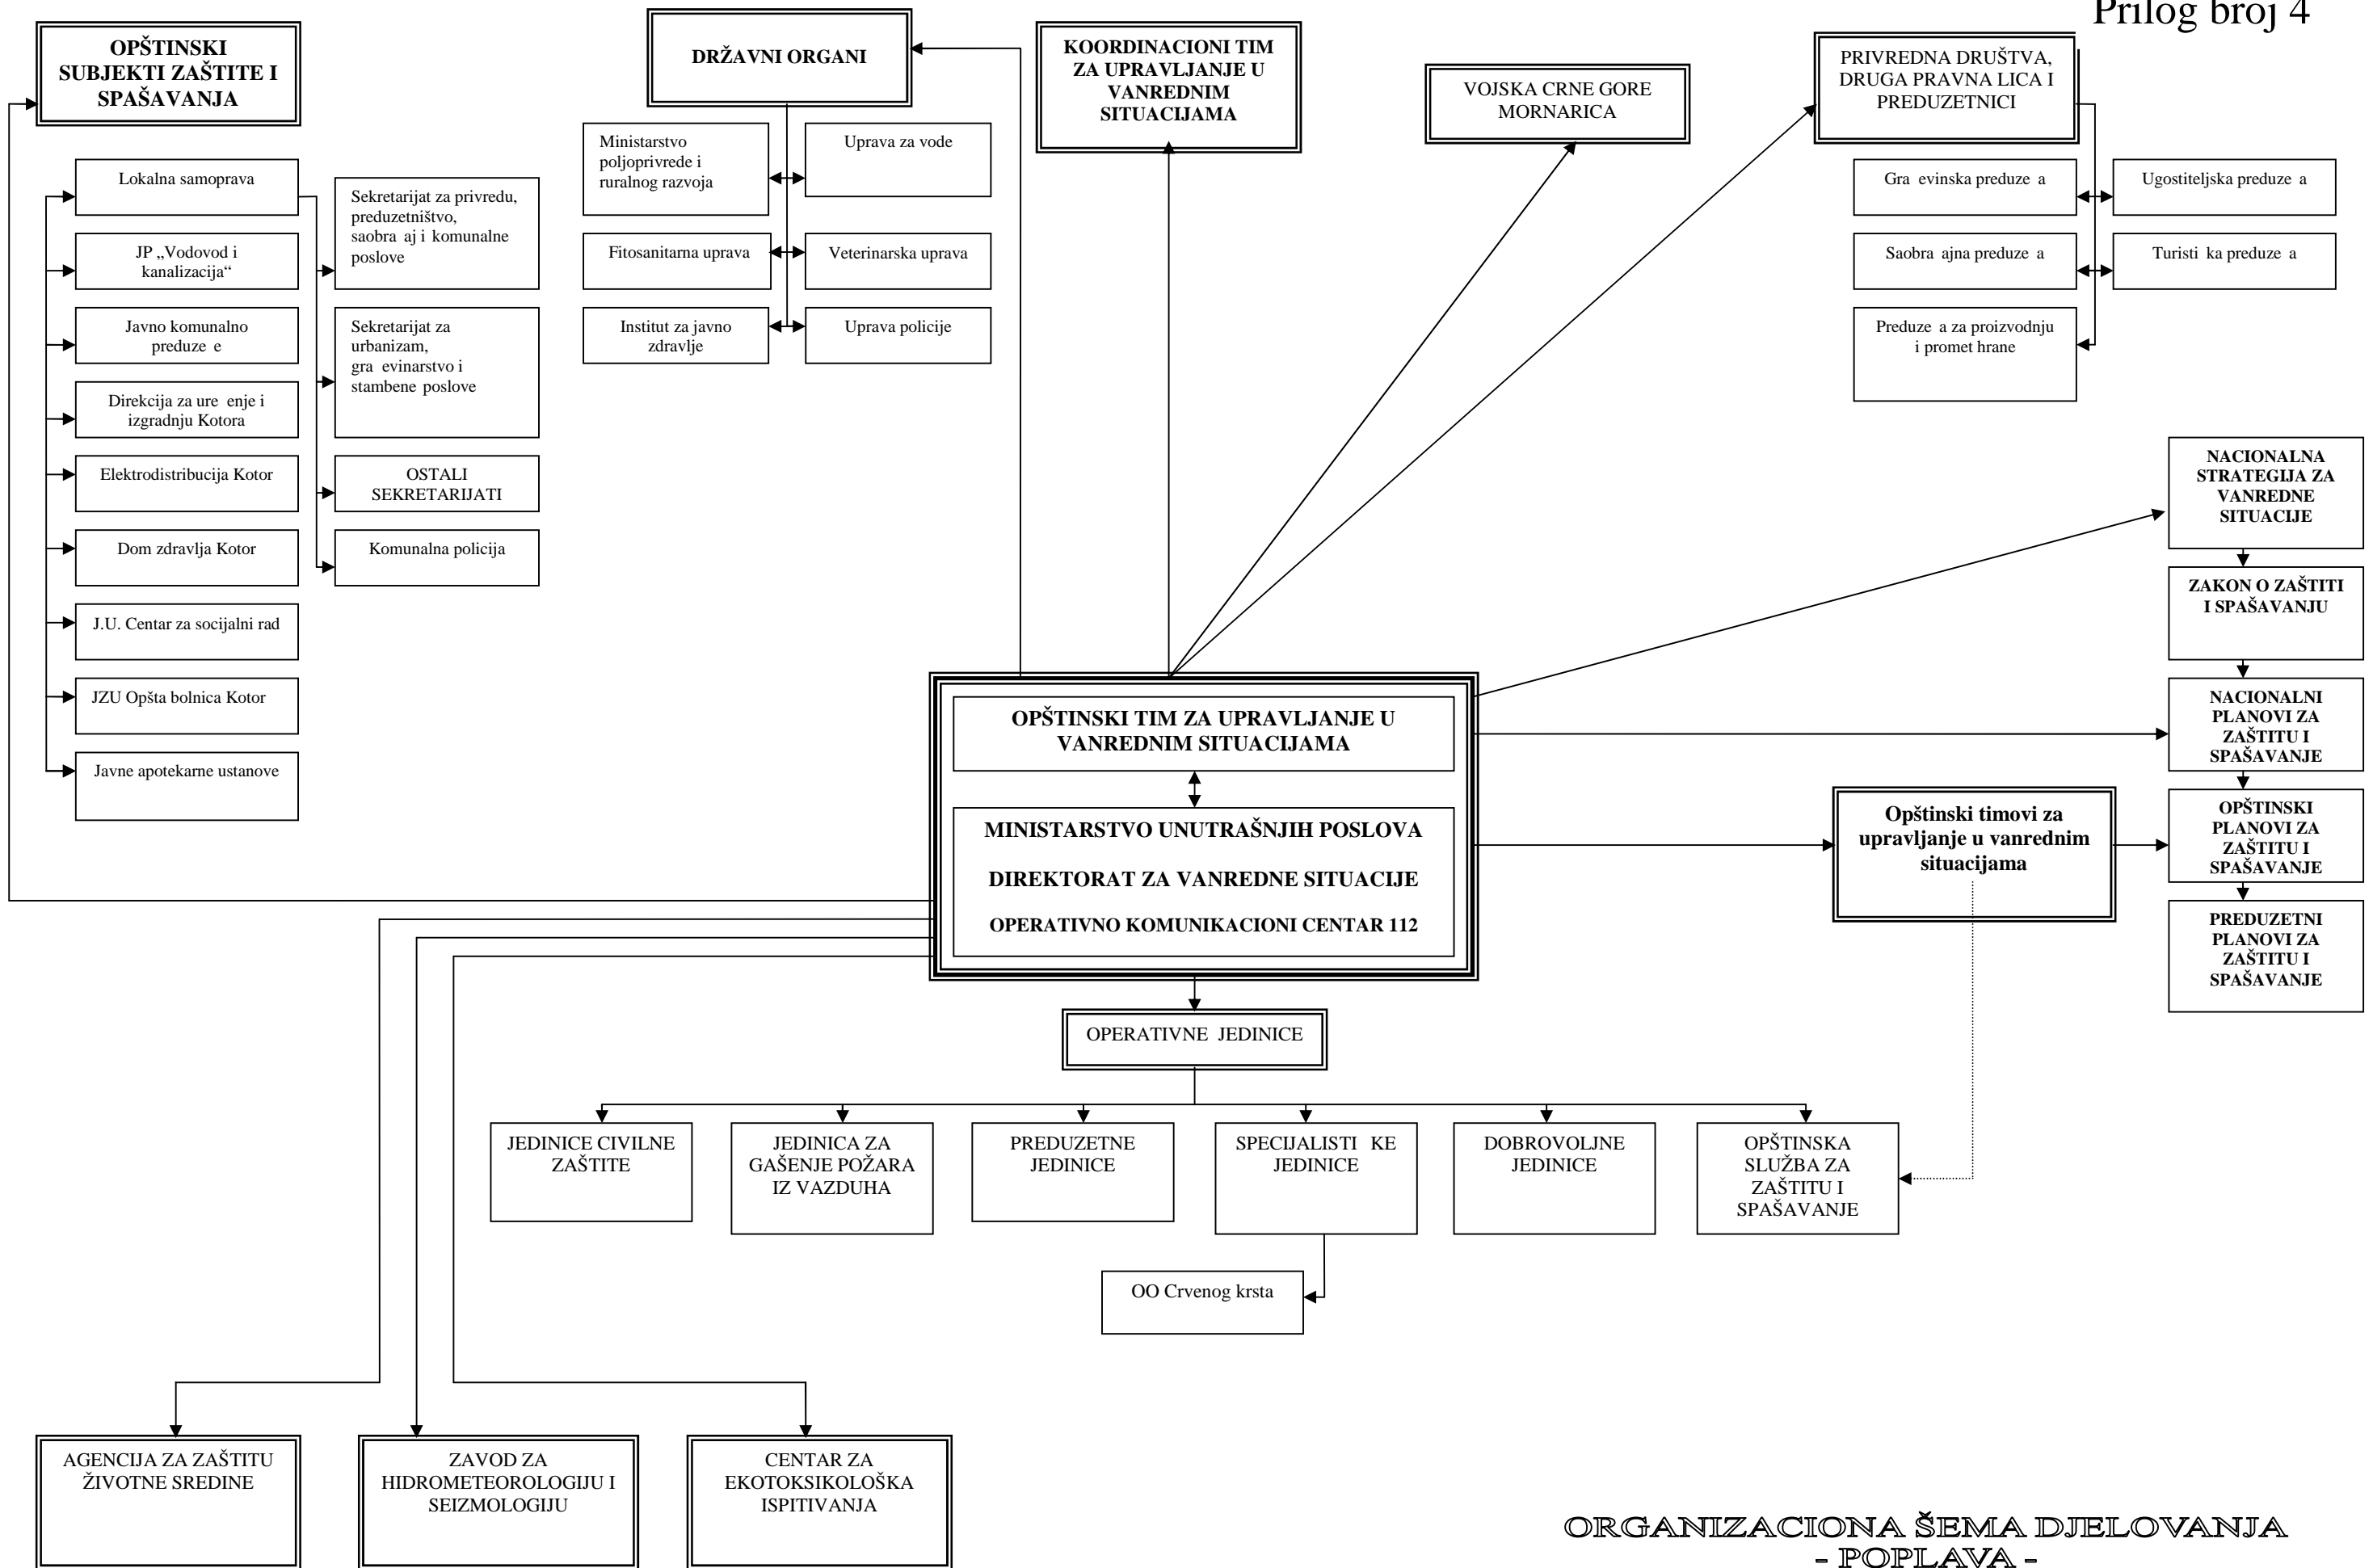 Prilog broj 4
OPŠTINSKI
SUBJEKTI ZAŠTITE I
SPAŠAVANJA
DRŽAVNI ORGANI
KOORDINACIONI TIM
ZA UPRAVLJANJE U
VANREDNIM
SITUACIJAMA
VOJSKA CRNE GORE
MORNARICA
PRIVREDNA DRUŠTVA,
DRUGA PRAVNA LICA I
PREDUZETNICI
Lokalna samoprava
JP „Vodovod i
kanalizacija“
Javno komunalno
preduze e
Direkcija za ure enje i
izgradnju Kotora
Elektrodistribucija Kotor
Dom zdravlja Kotor
J.U. Centar za socijalni rad
JZU Opšta bolnica Kotor
Javne apotekarne ustanove
Sekretarijat za privredu,
preduzetništvo,
saobra aj i komunalne
poslove
Sekretarijat za
urbanizam,
gra evinarstvo i
stambene poslove
OSTALI
SEKRETARIJATI
Komunalna policija
Ministarstvo
poljoprivrede i
ruralnog razvoja
Uprava za vode
Fitosanitarna uprava
Veterinarska uprava
Institut za javno
zdravlje
Uprava policije
Gra evinska preduze a
Ugostiteljska preduze a
Saobra ajna preduze a
Turisti ka preduze a
Preduze a za proizvodnju
i promet hrane
NACIONALNA
STRATEGIJA ZA
VANREDNE
SITUACIJE
ZAKON O ZAŠTITI
I SPAŠAVANJU
NACIONALNI
PLANOVI ZA
ZAŠTITU I
SPAŠAVANJE
OPŠTINSKI
PLANOVI ZA
ZAŠTITU I
SPAŠAVANJE
PREDUZETNI
PLANOVI ZA
ZAŠTITU I
SPAŠAVANJE
OPŠTINSKI TIM ZA UPRAVLJANJE U
VANREDNIM SITUACIJAMA
MINISTARSTVO UNUTRAŠNJIH POSLOVA
DIREKTORAT ZA VANREDNE SITUACIJE
OPERATIVNO KOMUNIKACIONI CENTAR 112
Opštinski timovi za
upravljanje u vanrednim
situacijama
OPERATIVNE JEDINICE
JEDINICE CIVILNE
ZAŠTITE
JEDINICA ZA
GAŠENJE POŽARA
IZ VAZDUHA
PREDUZETNE
JEDINICE
SPECIJALISTI KE
JEDINICE
DOBROVOLJNE
JEDINICE
OPŠTINSKA
SLUŽBA ZA
ZAŠTITU I
SPAŠAVANJE
OO Crvenog krsta
AGENCIJA ZA ZAŠTITU
ŽIVOTNE SREDINE
ZAVOD ZA
HIDROMETEOROLOGIJU I
SEIZMOLOGIJU
CENTAR ZA
EKOTOKSIKOLOŠKA
ISPITIVANJA
ORGANIZACIONA ŠEMA DJELOVANJA
- POPLAVA -